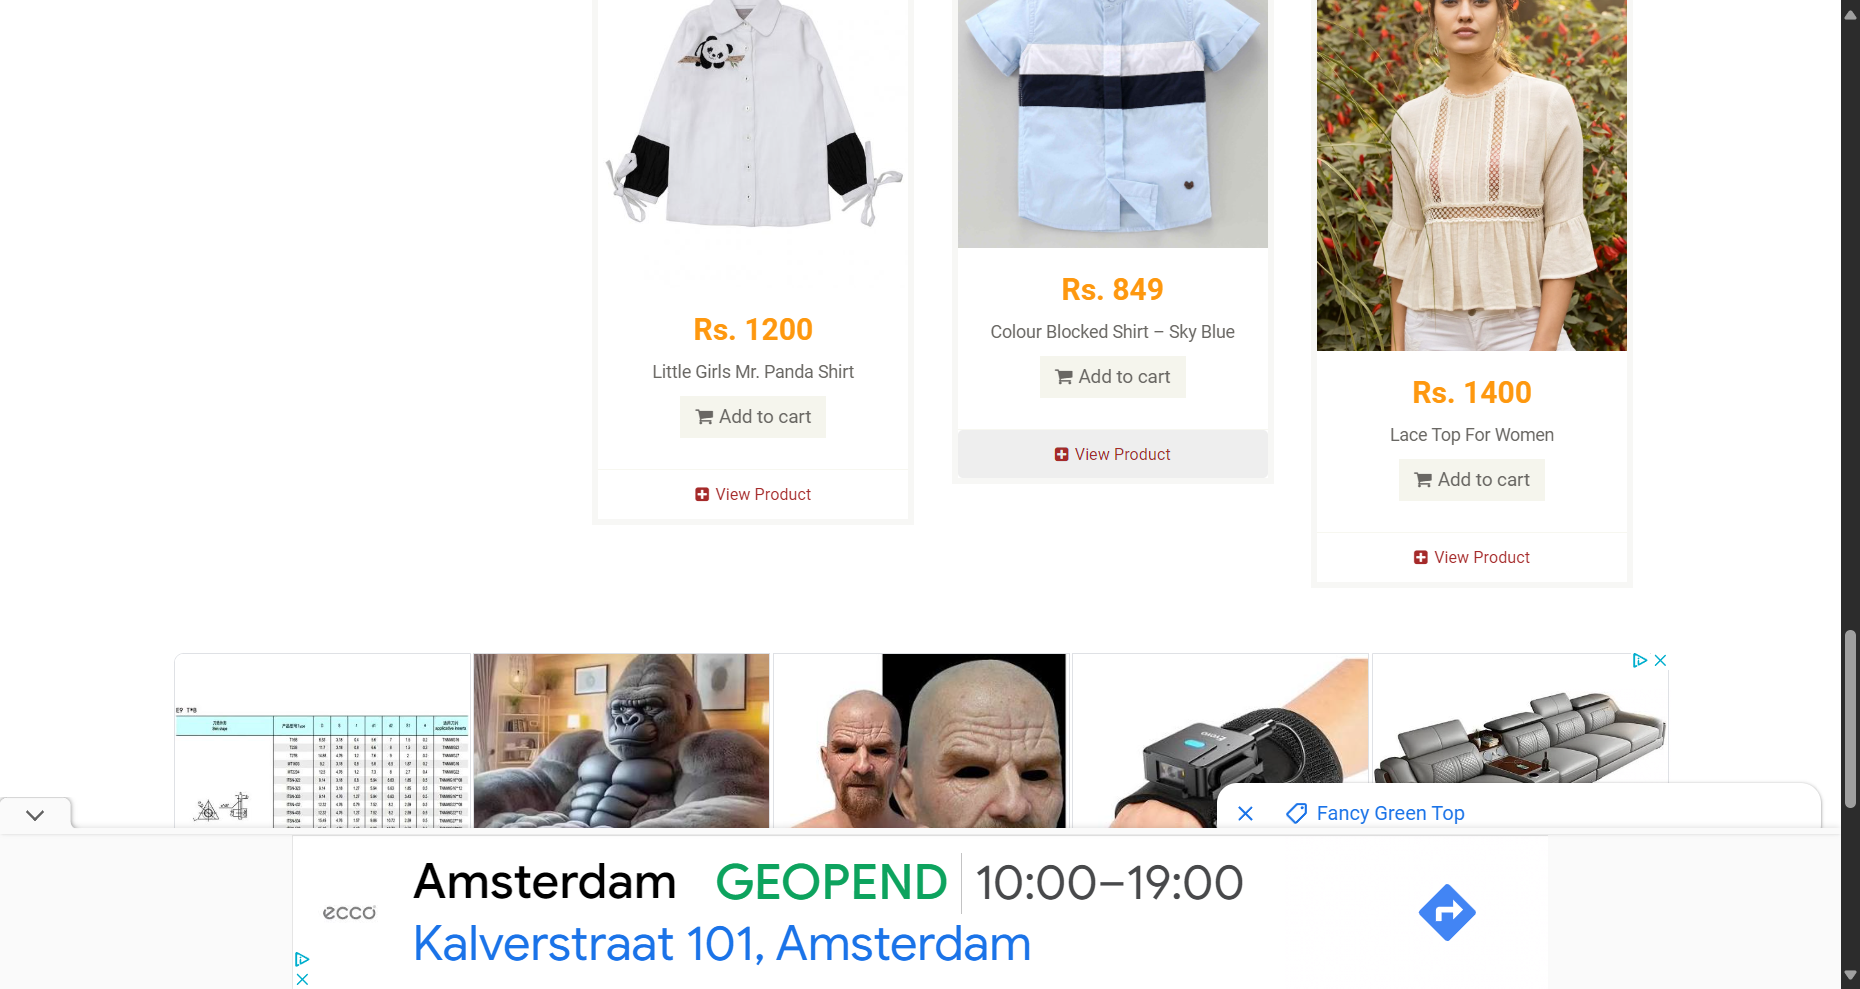 Rs. 1200
Little Girls Mr. Panda Shirt
Add to cart
View Product
Rs. 849
Colour Blocked Shirt – Sky Blue
Add to cart
View Product
Rs. 1400
Lace Top For Women
Add to cart
View Product
Fancy Green Top
ecco
Amsterdam GEOPEND 10:00–19:00
Kalverstraat 101, Amsterdam